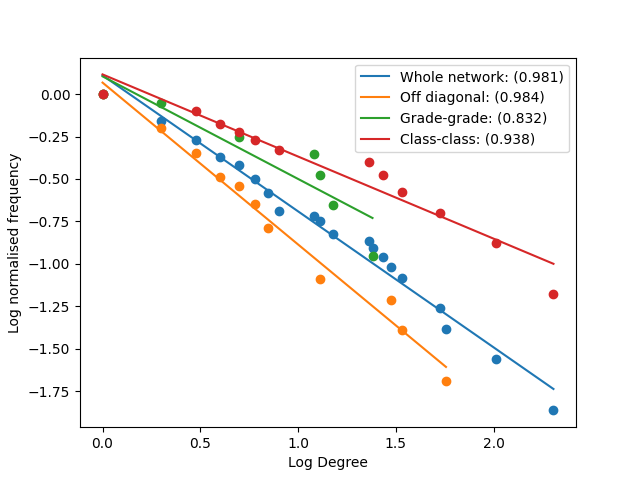 Whole network: (0.981)
Off diagonal: (0.984)
Grade-grade: (0.832)
Class-class: (0.938)
0.00
−0.25
−0.50
−0.75
−1.00
−1.25
−1.50
−1.75
Log normalised frequency
0.0 0.5 1.0 1.5 2.0
Log Degree